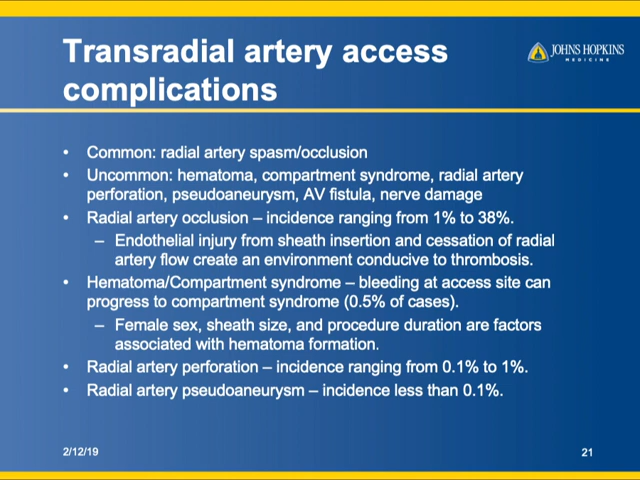 Transradial artery access
complications
JOHNS HOPKINS
MEDICINE
• Common: radial artery spasm/occlusion
• Uncommon: hematoma, compartment syndrome, radial artery
perforation, pseudoaneurysm, AV fistula, nerve damage
• Radial artery occlusion – incidence ranging from 1% to 38%.
– Endothelial injury from sheath insertion and cessation of radial
artery flow create an environment conducive to thrombosis.
• Hematoma/Compartment syndrome – bleeding at access site can
progress to compartment syndrome (0.5% of cases).
– Female sex, sheath size, and procedure duration are factors
associated with hematoma formation.
• Radial artery perforation – incidence ranging from 0.1% to 1%.
• Radial artery pseudoaneurysm – incidence less than 0.1%.
2/12/19
21